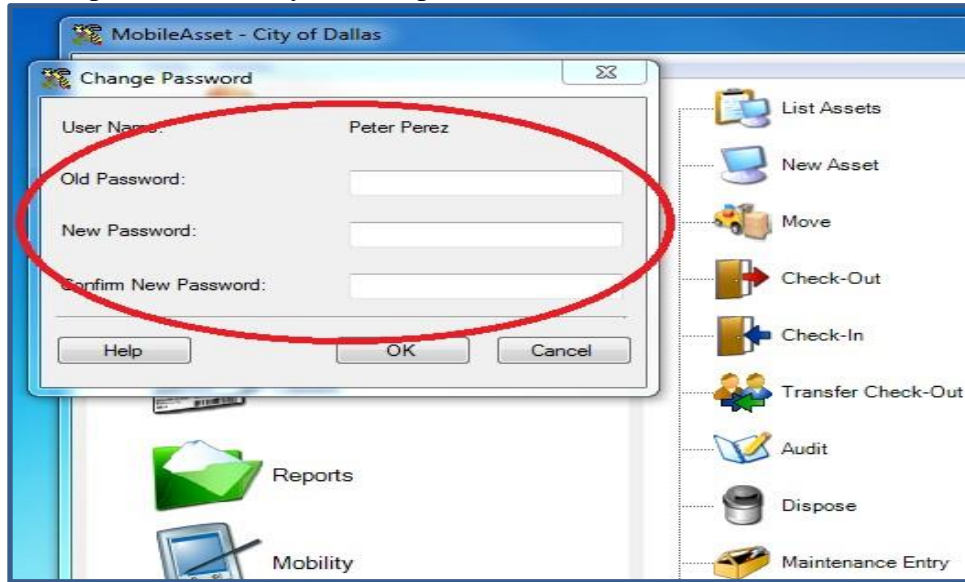 MobileAsset - City of Dallas
Change Password
User Name:
Peter Perez
Old Password:
New Password:
Confirm New Password:
Help
OK
Cancel
Reports
Mobility
List Assets
New Asset
Move
Check-Out
Check-In
Transfer Check-Out
Audit
Dispose
Maintenance Entry